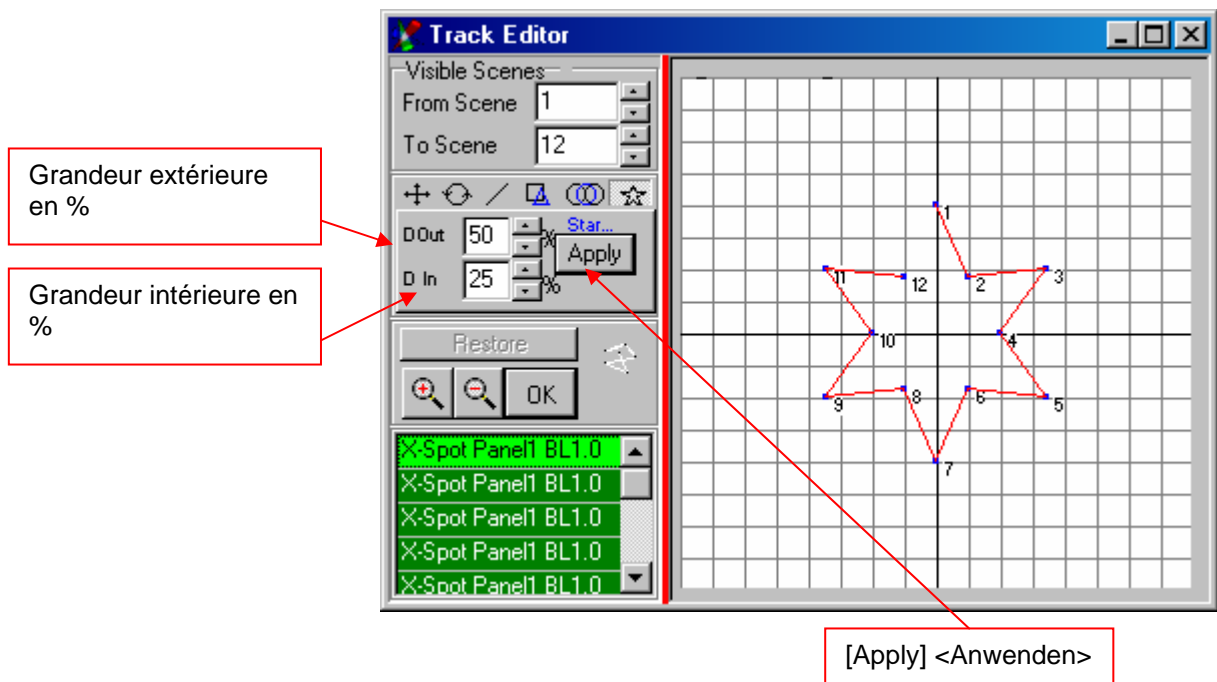 Track Editor
Visible Scenes
From Scene 1
To Scene 12
Grandeur extérieure
en %
Star...
D Out 50 %
Apply
D In 25 %
Grandeur intérieure en
%
Restore
OK
X-Spot Panel1 BL1.0
X-Spot Panel1 BL1.0
X-Spot Panel1 BL1.0
X-Spot Panel1 BL1.0
X-Spot Panel1 BL1.0
1
11
12
2
3
10
4
9
8
6
5
7
[Apply] <Anwenden>